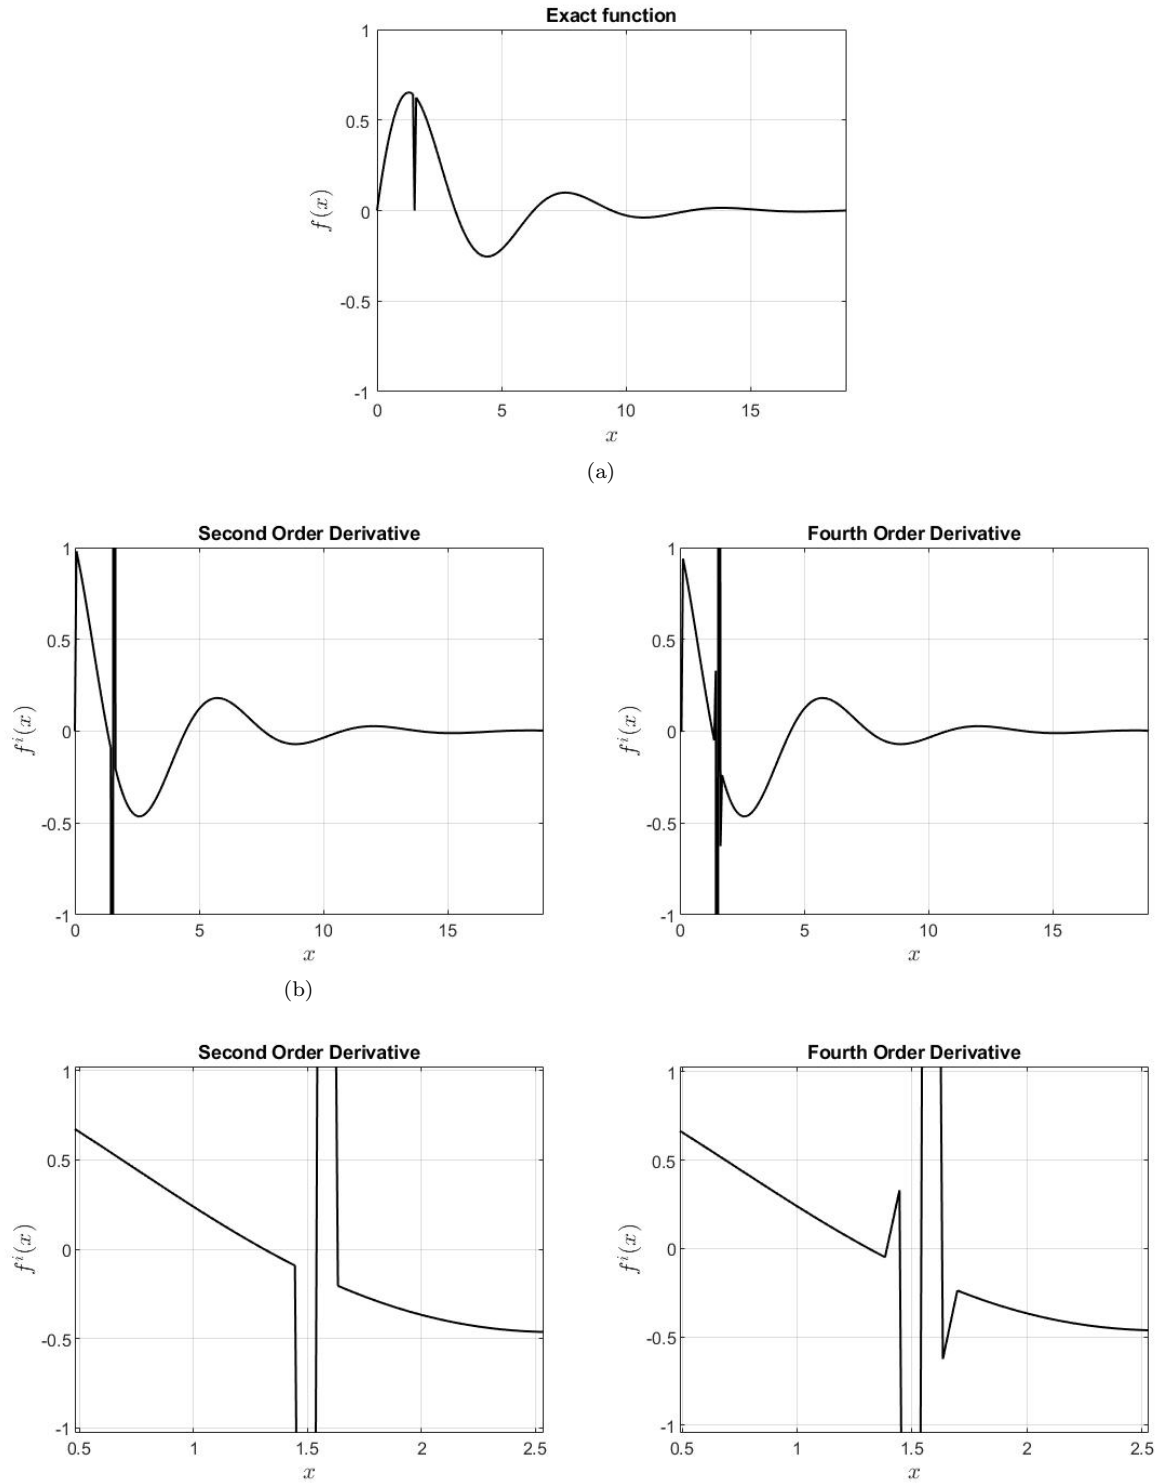 Exact function
1
0.5
0
-0.5
-1
f(x)
0 5 10 15
x
(a)
Second Order Derivative
1
0.5
0
-0.5
-1
f^i(x)
0 5 10 15
x
(b)
Fourth Order Derivative
1
0.5
0
-0.5
-1
f^i(x)
0 5 10 15
x
Second Order Derivative
1
0.5
0
-0.5
-1
f^i(x)
0.5 1 1.5 2 2.5
x
Fourth Order Derivative
1
0.5
0
-0.5
-1
f^i(x)
0.5 1 1.5 2 2.5
x